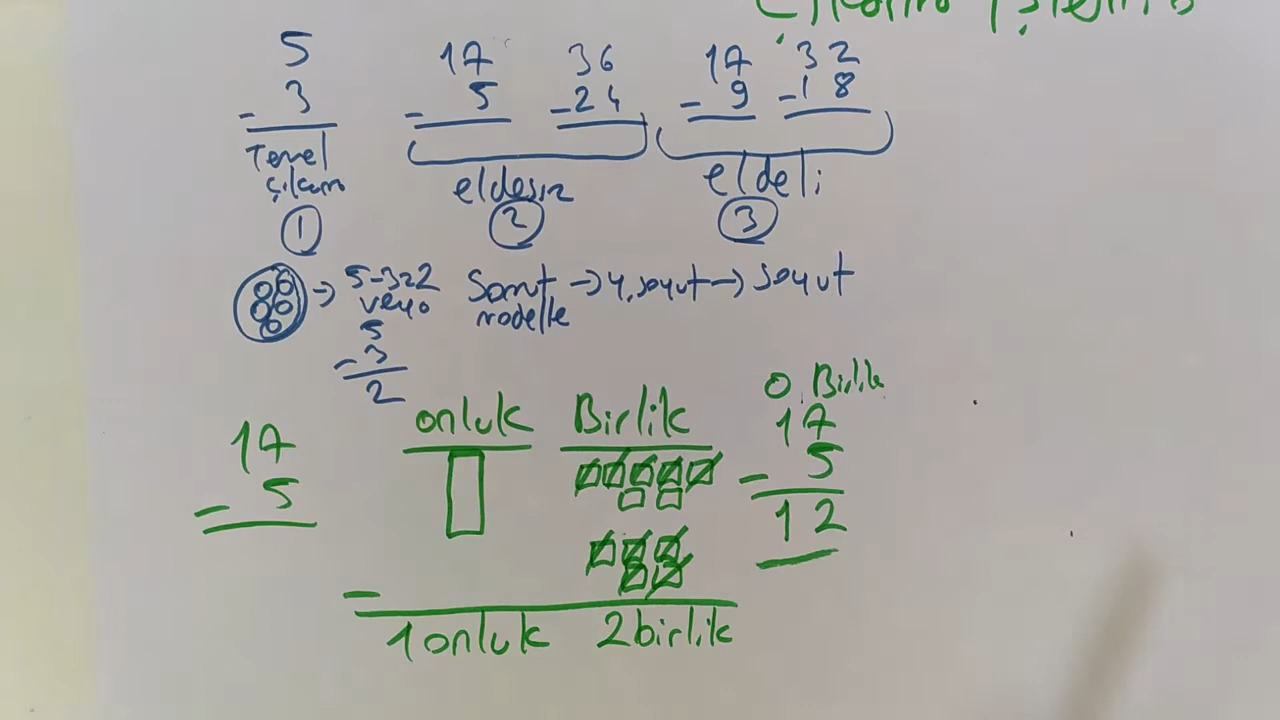 5
- 3
Temel
çıkarma
1
17
- 5
36
- 24
eldesiz
2
17
- 9
32
- 18
eldeli
3
5-3=2
veya
5
- 3
2
Somut → y.soyut → soyut
modelle
17
- 5
onluk Birlik
-
1 onluk 2 birlik
O. Birlik
17
- 5
12